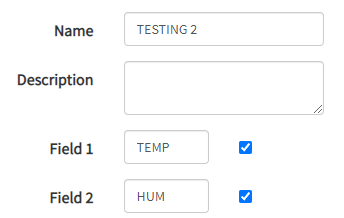 Name TESTING 2
Description
Field 1 TEMP
Field 2 HUM